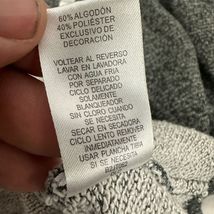 60% ALGODÓN
40% POLIÉSTER
EXCLUSIVO DE
DECORACIÓN
VOLTEAR AL REVERSO
LAVAR EN LAVADORA
CON AGUA FRIA
POR SEPARADO
CICLO DELICADO
SOLAMENTE
BLANQUEADOR
SIN CLORO CUANDO
SE NECESITA
SECAR EN SECADORA
CICLO LENTO REMOVER
INMEDIATAMENTE
USAR PLANCHA TIBIA
SI SE NECESITA